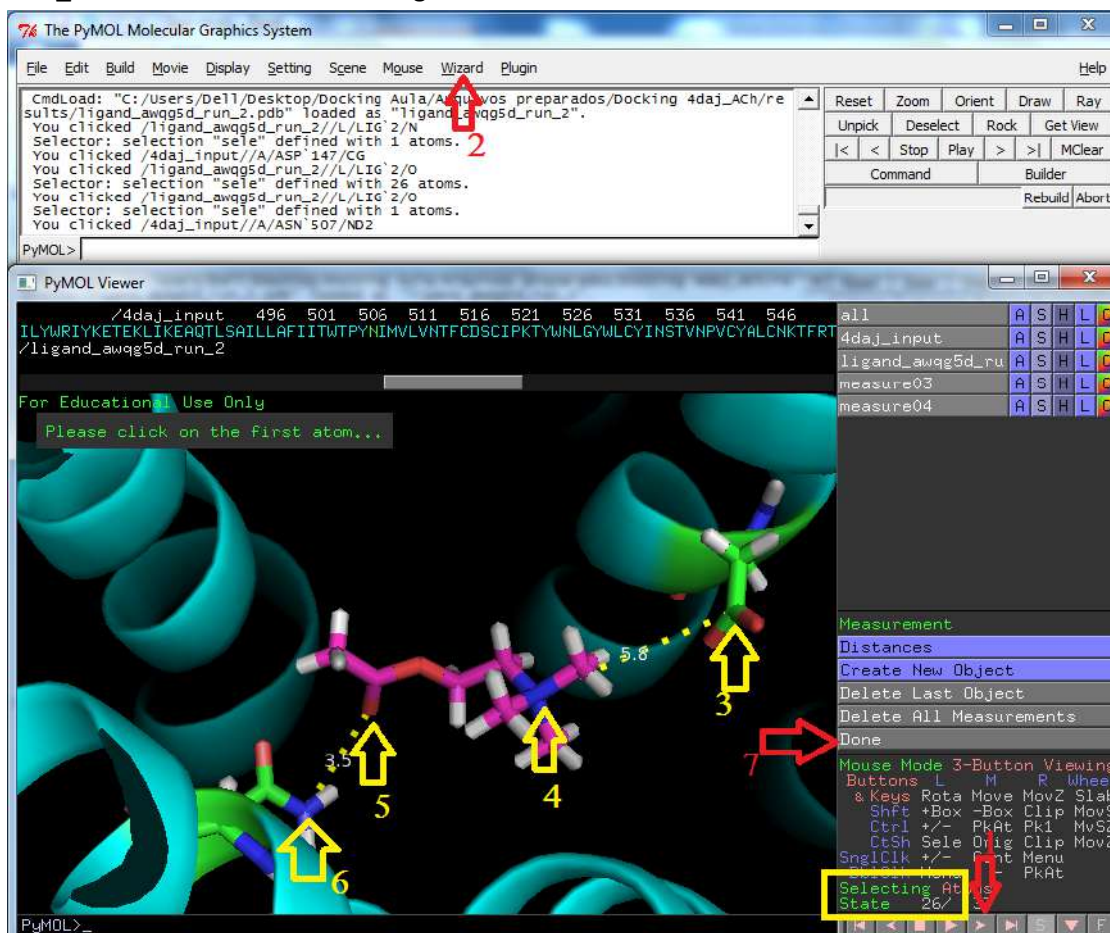 The PyMOL Molecular Graphics System
File Edit Build Movie Display Setting Scene Mouse Wizard Plugin Help
CmdLoad: "C:/Users/Dell/Desktop/Docking Aula/Arquivos preparados/Docking 4daj_ACh/re
sults/ligand_awqg5d_run_2.pdb" loaded as "ligand_awqg5d_run_2".
You clicked /ligand_awqg5d_run_2//L/LIG`2/N
Selector: selection "sele" defined with 1 atoms.
You clicked /4daj_input//A/ASP`147/CG
You clicked /ligand_awqg5d_run_2//L/LIG`2/O
Selector: selection "sele" defined with 26 atoms.
You clicked /ligand_awqg5d_run_2//L/LIG`2/O
Selector: selection "sele" defined with 1 atoms.
You clicked /4daj_input//A/ASN`507/ND2
PyMOL>
2
Reset Zoom Orient Draw Ray
Unpick Deselect Rock Get View
|< < Stop Play > >| MClear
Command Builder
Rebuild Abort
PyMOL Viewer
/4daj_input 496 501 506 511 516 521 526 531 536 541 546
ILYWRIYKETEKLIKEAQTLSAILLAFIITWTPYNIMVLVNTFCDSCIPKTYWNLGYWLCYINSTVNPVCYALCNKTFRT
/ligand_awqg5d_run_2
For Educational Use Only
Please click on the first atom...
5.8
3
4
3.5
5
6
7
all A S H L C
4daj_input A S H L C
ligand_awqg5d_ru A S H L C
measure03 A S H L C
measure04 A S H L C
Measurement
Distances
Create New Object
Delete Last Object
Delete All Measurements
Done
Mouse Mode 3-Button Viewing
Buttons L M R Whee
& Keys Rota Move MovZ Slab
Shft +Box -Box Clip MovS
Ctrl +/- PkAt Pk1 MvSZ
CtSh Sele Orig Clip MovZ
SnglClk +/- Cent Menu
PkAt
Selecting
State 26/
1
S F
PyMOL>_